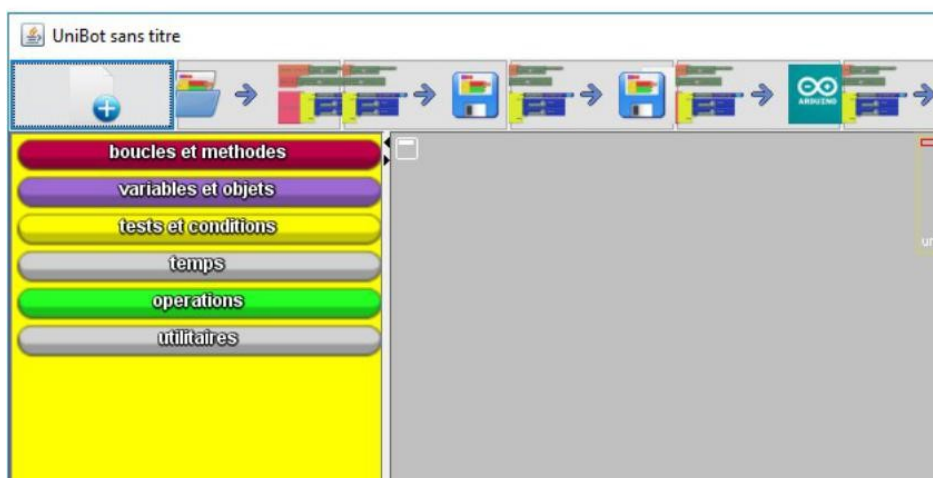 UniBot sans titre
ARDUINO
boucles et methodes
variables et objets
tests et conditions
temps
operations
utilitaires